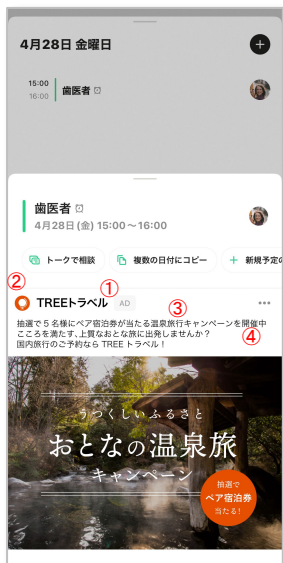 4月28日 金曜日
15:00
16:00
歯医者
歯医者
4月28日(金) 15:00～16:00
トークで相談
複数の日付にコピー
新規予定の
② ①
TREEトラベル AD
③
抽選で5名様にペア宿泊券が当たる温泉旅行キャンペーンを開催中
こころを満たす、上質なおとな旅に出発しませんか?
④
国内旅行のご予約なら TREE トラベル!
うつくしいふるさと
おとなの温泉旅
キャンペーン
抽選で
ペア宿泊券
当たる!